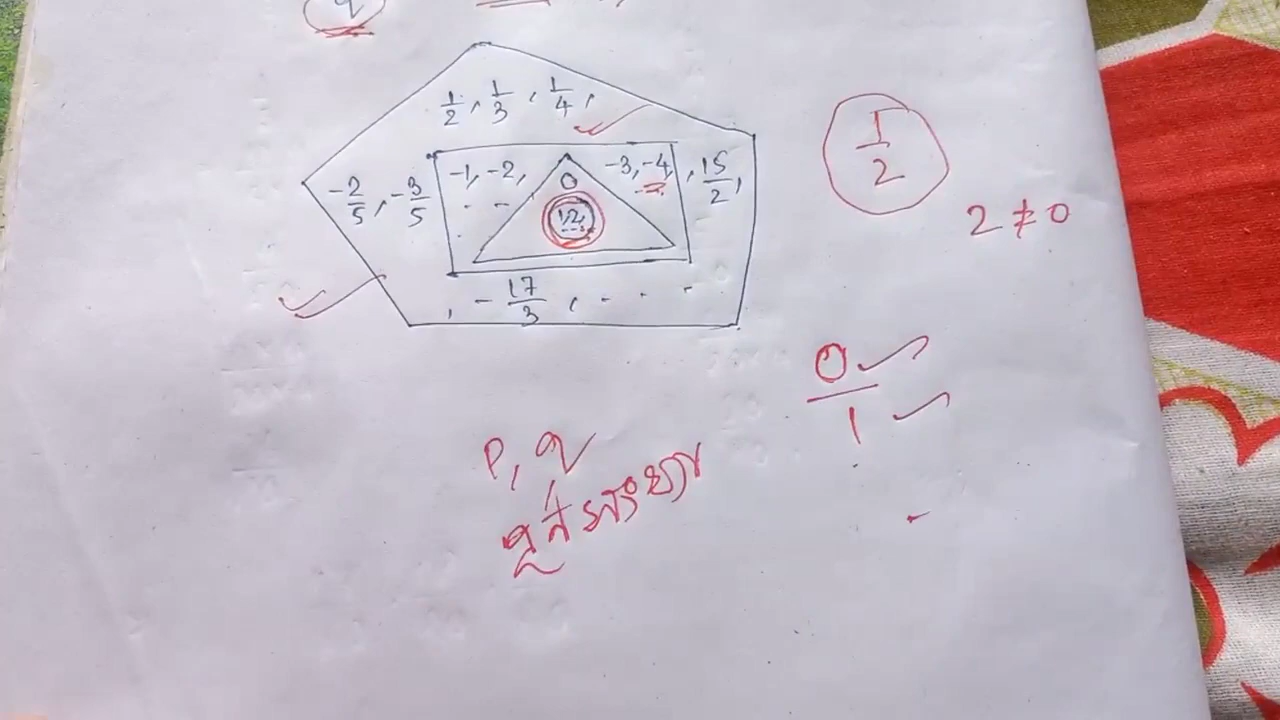 q
1/2 , 1/3 , 1/4 ,
-2/5 , -3/5
-1, -2, - -
0
1,2, ...
-3, -4,
, 15/2 ,
, - 17/3 , - - -
1/2
2 ≠ 0
0/1
P, q
ପୂର୍ଣ୍ଣସଂଖ୍ୟା